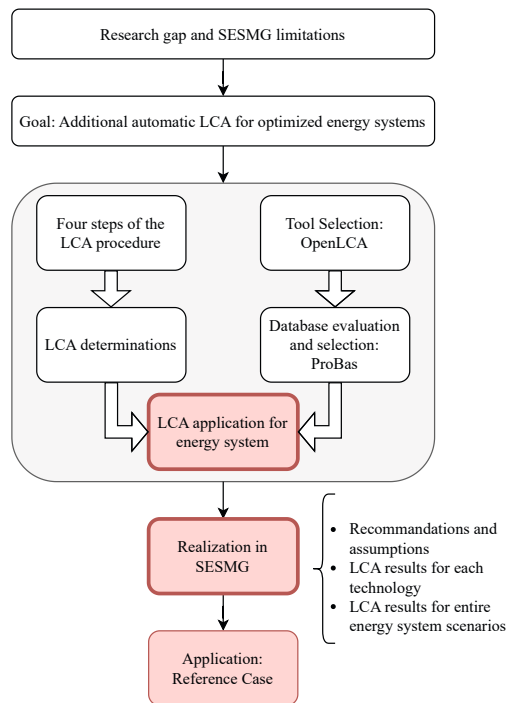 Research gap and SESMG limitations
Goal: Additional automatic LCA for optimized energy systems
Four steps of the
LCA procedure
Tool Selection:
OpenLCA
LCA determinations
Database evaluation
and selection:
ProBas
LCA application for
energy system
Realization in
SESMG
• Recommandations and
assumptions
• LCA results for each
technology
• LCA results for entire
energy system scenarios
Application:
Reference Case